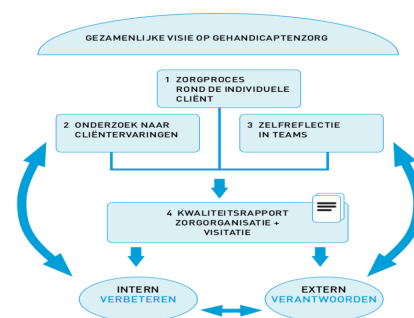 GEZAMENLIJKE VISIE OP GEHANDICAPTENZORG
1 ZORGPROCES
ROND DE INDIVIDUELE
CLIËNT
2 ONDERZOEK NAAR
CLIËNTERVARINGEN
3 ZELFREFLECTIE
IN TEAMS
4 KWALITEITSRAPPORT
ZORGORGANISATIE +
VISITATIE
INTERN
VERBETEREN
EXTERN
VERANTWOORDEN